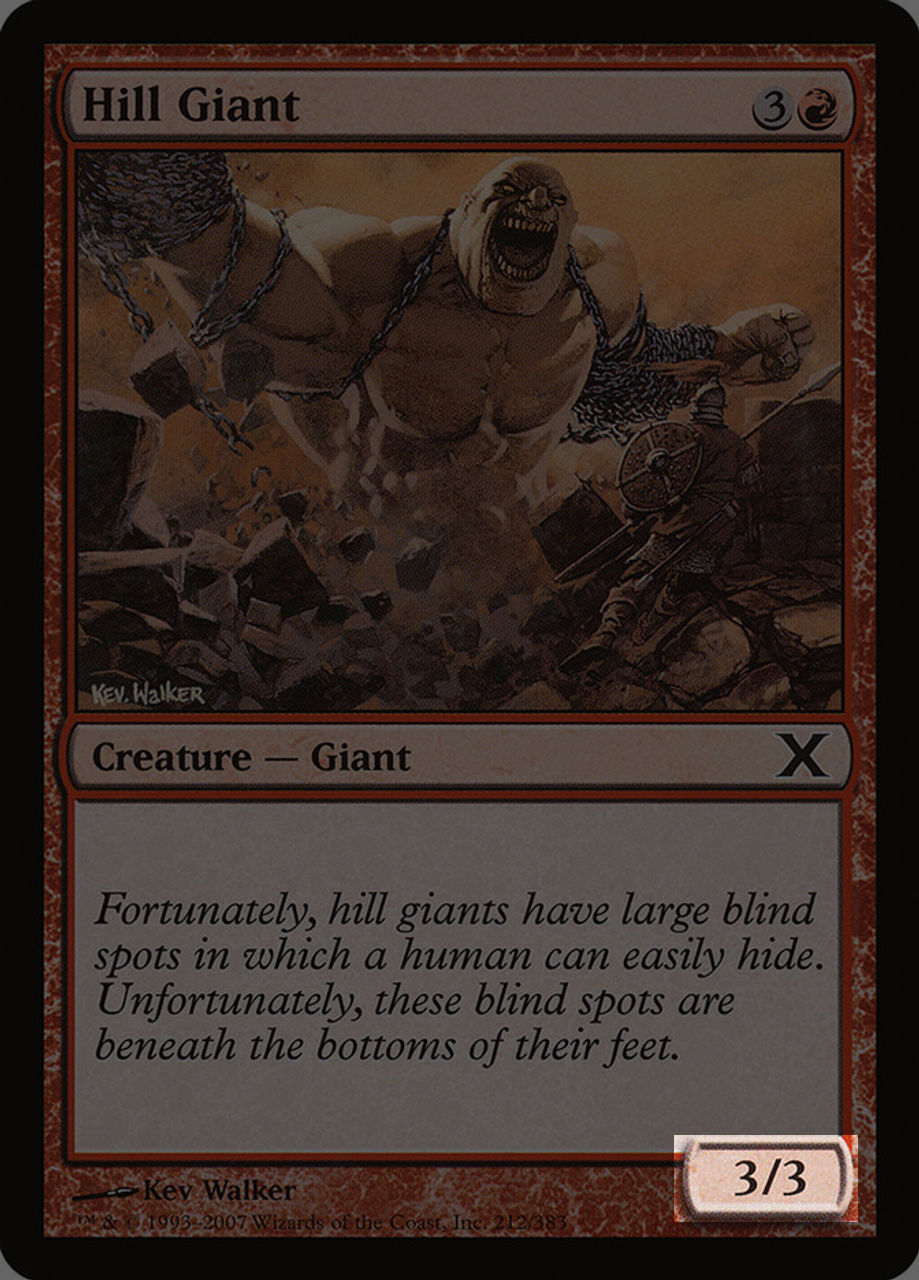 Hill Giant 3
KEV. WALKER
Creature — Giant X
Fortunately, hill giants have large blind
spots in which a human can easily hide.
Unfortunately, these blind spots are
beneath the bottoms of their feet.
3/3
Kev Walker
™ & © 1993–2007 Wizards of the Coast, Inc. 212/383